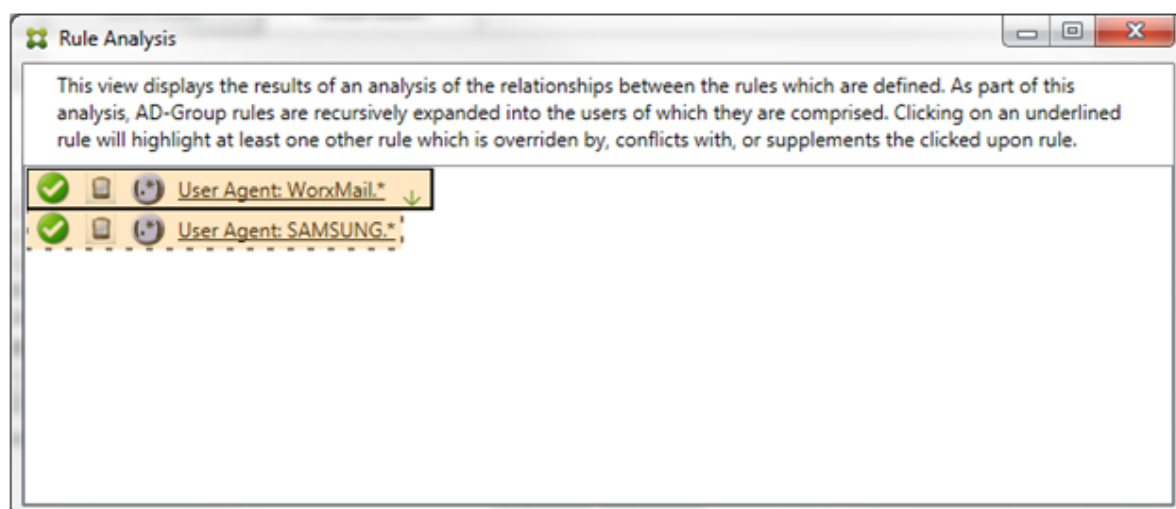 Rule Analysis
This view displays the results of an analysis of the relationships between the rules which are defined. As part of this
analysis, AD-Group rules are recursively expanded into the users of which they are comprised. Clicking on an underlined
rule will highlight at least one other rule which is overriden by, conflicts with, or supplements the clicked upon rule.
(.*) User Agent: WorxMail.*
(.*) User Agent: SAMSUNG.*